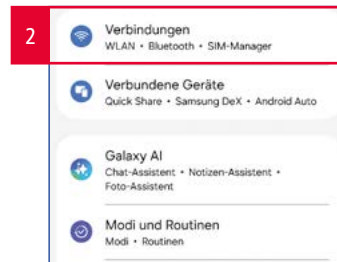 2
Verbindungen
WLAN • Bluetooth • SIM-Manager
Verbundene Geräte
Quick Share • Samsung DeX • Android Auto
Galaxy AI
Chat-Assistent • Notizen-Assistent •
Foto-Assistent
Modi und Routinen
Modi • Routinen